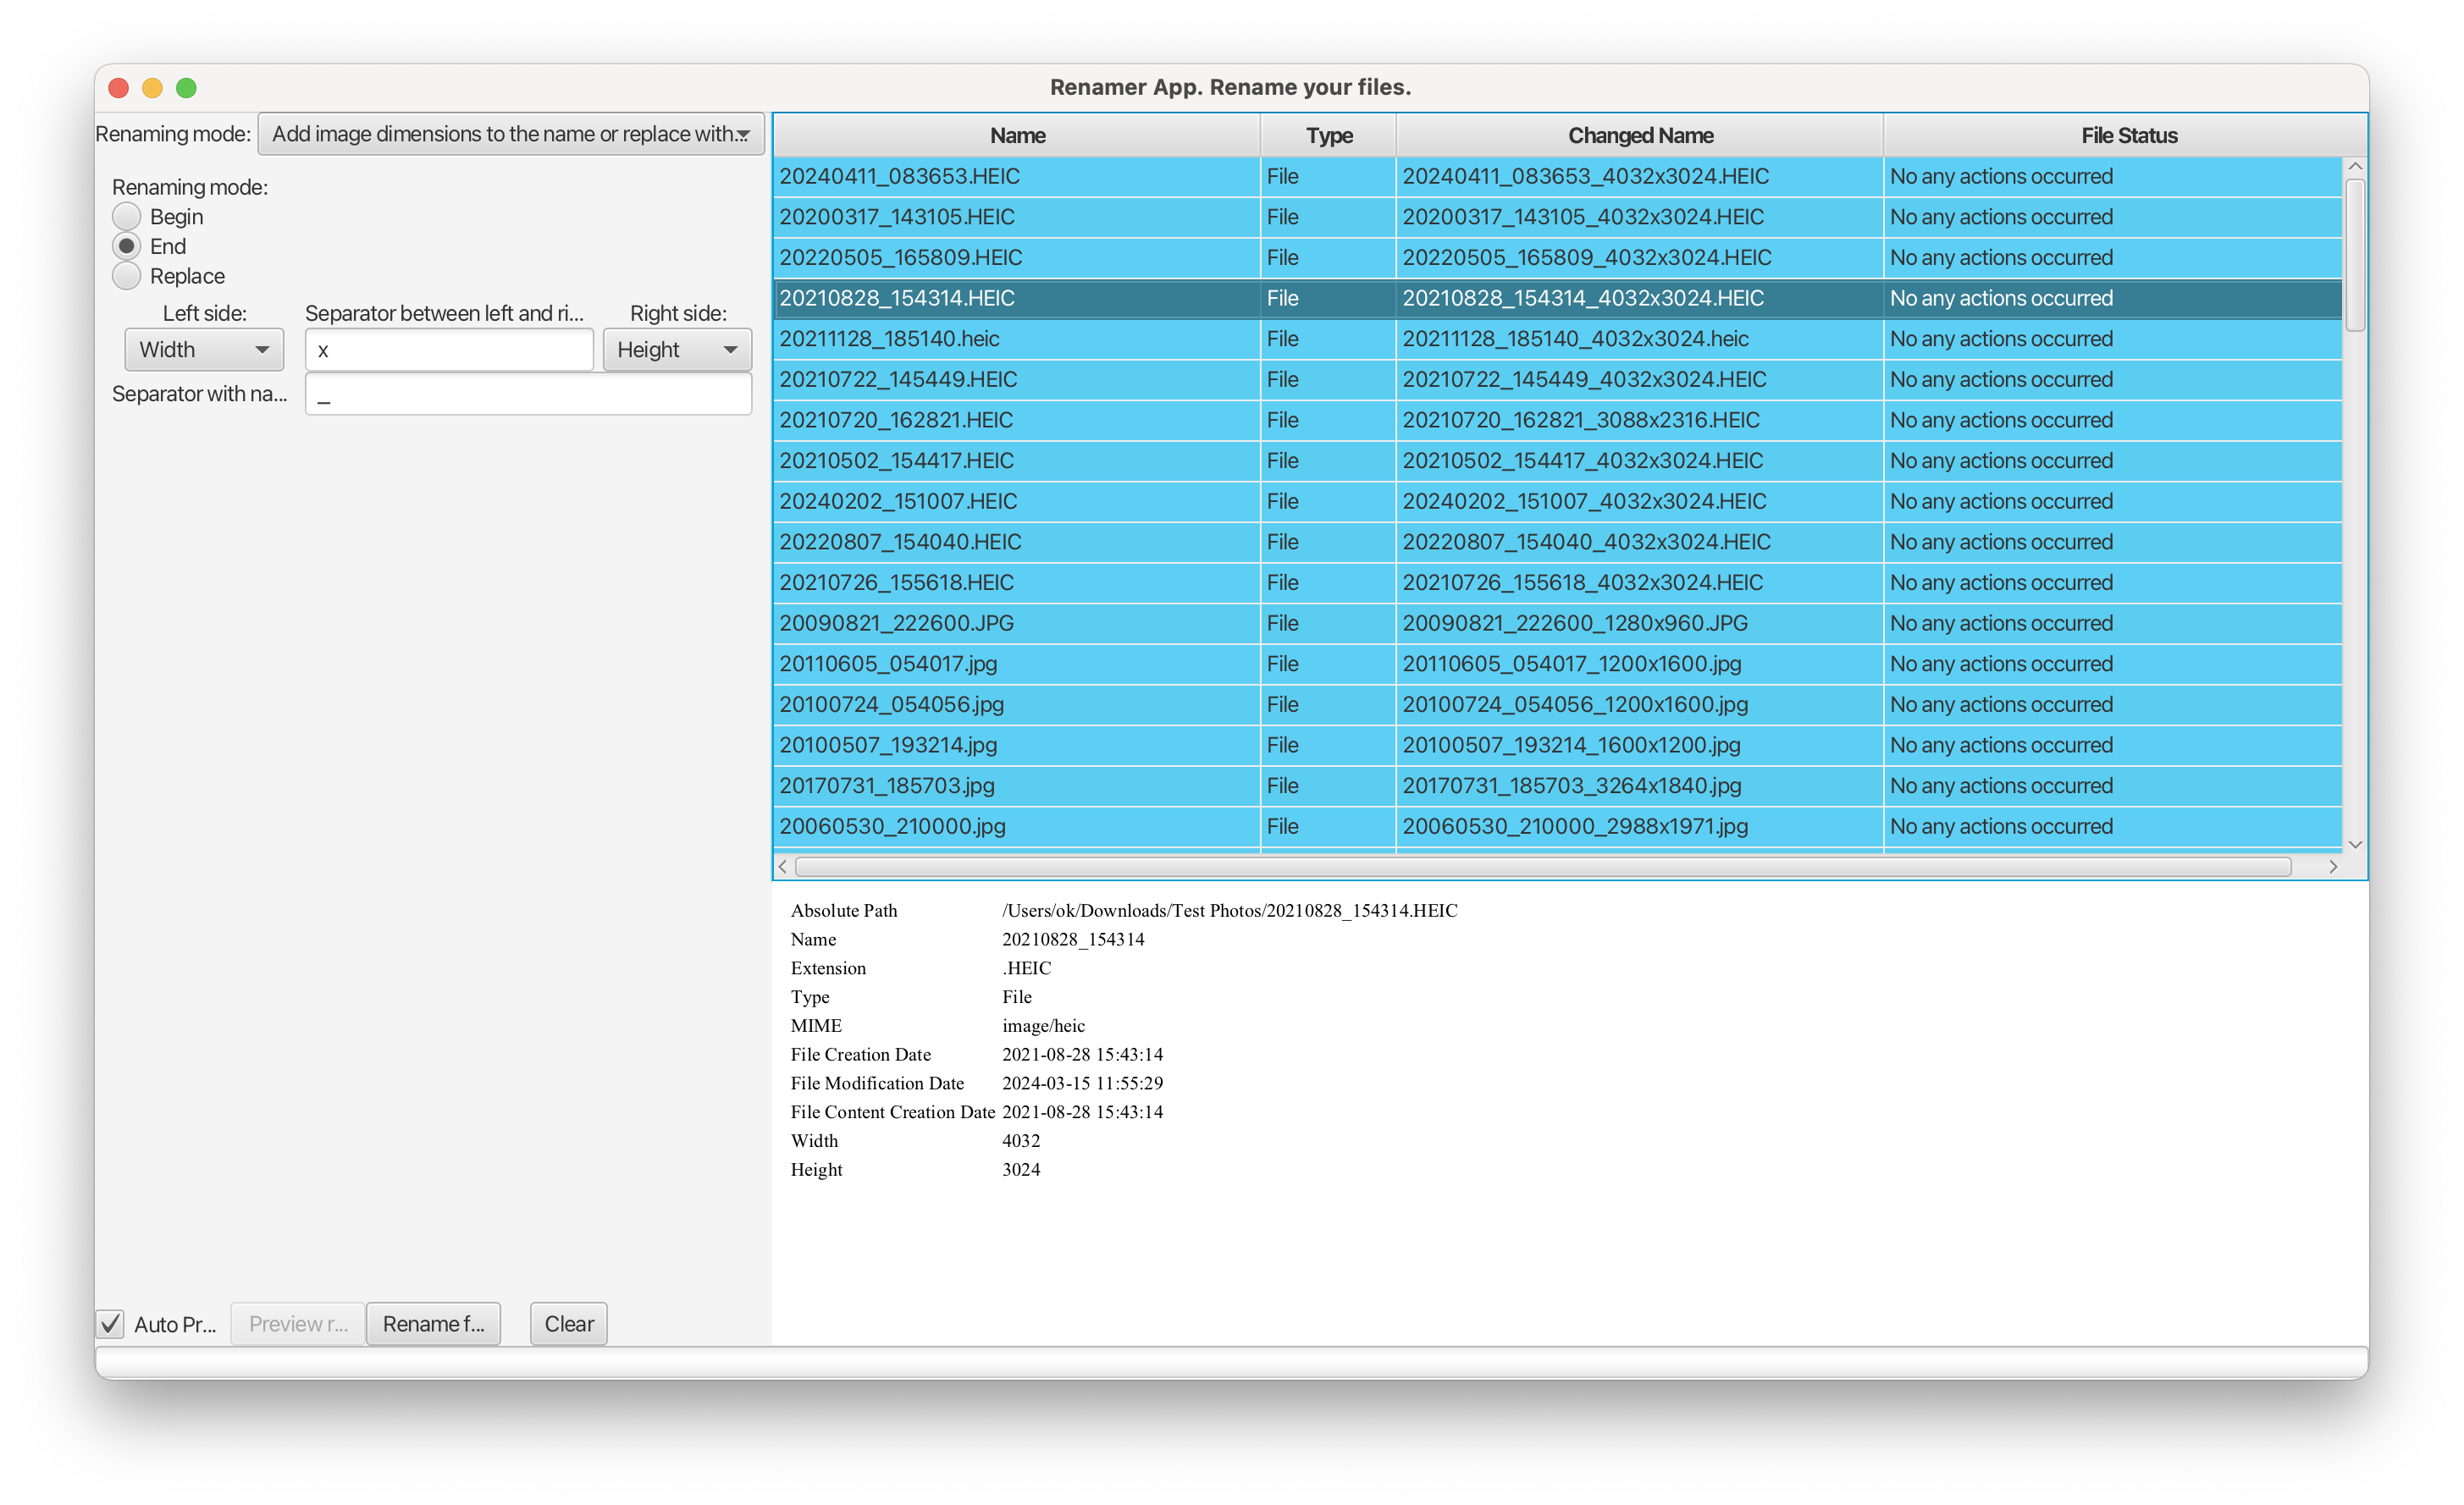 Renamer App. Rename your files.
Renaming mode: Add image dimensions to the name or replace with...
Renaming mode:
Begin
End
Replace
Left side: Separator between left and ri... Right side:
Width x Height
Separator with na... _
Name Type Changed Name File Status
20240411_083653.HEIC File 20240411_083653_4032x3024.HEIC No any actions occurred
20200317_143105.HEIC File 20200317_143105_4032x3024.HEIC No any actions occurred
20220505_165809.HEIC File 20220505_165809_4032x3024.HEIC No any actions occurred
20210828_154314.HEIC File 20210828_154314_4032x3024.HEIC No any actions occurred
20211128_185140.heic File 20211128_185140_4032x3024.heic No any actions occurred
20210722_145449.HEIC File 20210722_145449_4032x3024.HEIC No any actions occurred
20210720_162821.HEIC File 20210720_162821_3088x2316.HEIC No any actions occurred
20210502_154417.HEIC File 20210502_154417_4032x3024.HEIC No any actions occurred
20240202_151007.HEIC File 20240202_151007_4032x3024.HEIC No any actions occurred
20220807_154040.HEIC File 20220807_154040_4032x3024.HEIC No any actions occurred
20210726_155618.HEIC File 20210726_155618_4032x3024.HEIC No any actions occurred
20090821_222600.JPG File 20090821_222600_1280x960.JPG No any actions occurred
20110605_054017.jpg File 20110605_054017_1200x1600.jpg No any actions occurred
20100724_054056.jpg File 20100724_054056_1200x1600.jpg No any actions occurred
20100507_193214.jpg File 20100507_193214_1600x1200.jpg No any actions occurred
20170731_185703.jpg File 20170731_185703_3264x1840.jpg No any actions occurred
20060530_210000.jpg File 20060530_210000_2988x1971.jpg No any actions occurred
Absolute Path /Users/ok/Downloads/Test Photos/20210828_154314.HEIC
Name 20210828_154314
Extension .HEIC
Type File
MIME image/heic
File Creation Date 2021-08-28 15:43:14
File Modification Date 2024-03-15 11:55:29
File Content Creation Date 2021-08-28 15:43:14
Width 4032
Height 3024
Auto Pr... Preview r... Rename f... Clear